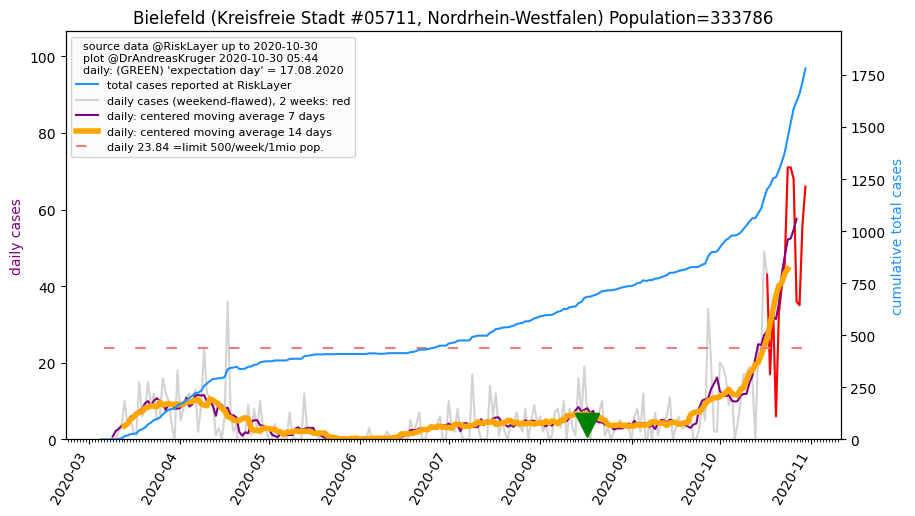 Bielefeld (Kreisfreie Stadt #05711, Nordrhein-Westfalen) Population=333786
source data @RiskLayer up to 2020-10-30
plot @DrAndreasKruger 2020-10-30 05:44
daily: (GREEN) 'expectation day' = 17.08.2020
total cases reported at RiskLayer
daily cases (weekend-flawed), 2 weeks: red
daily: centered moving average 7 days
daily: centered moving average 14 days
daily 23.84 =limit 500/week/1mio pop.
daily cases
100
80
60
40
20
0
cumulative total cases
1750
1500
1250
1000
750
500
250
0
2020-03
2020-04
2020-05
2020-06
2020-07
2020-08
2020-09
2020-10
2020-11